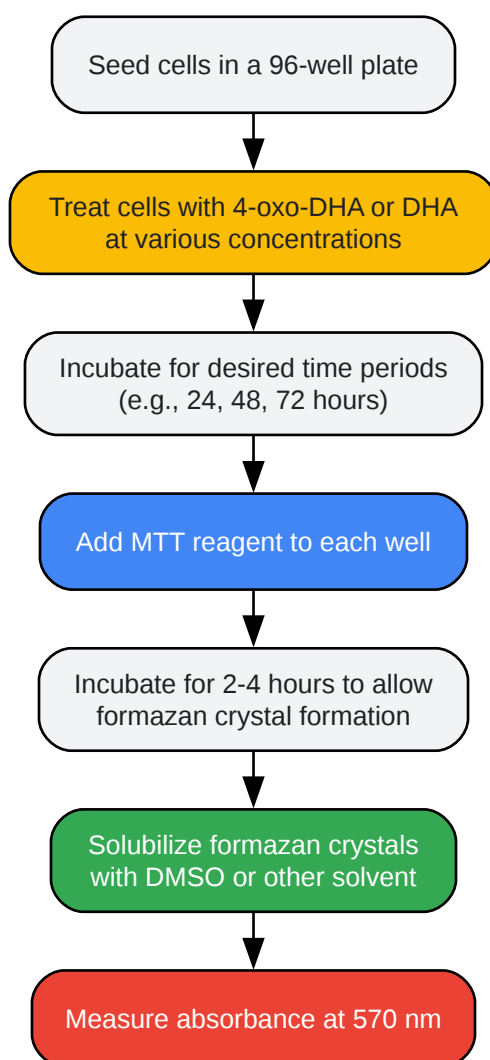 Seed cells in a 96-well plate
Treat cells with 4-oxo-DHA or DHA
at various concentrations
Incubate for desired time periods
(e.g., 24, 48, 72 hours)
Add MTT reagent to each well
Incubate for 2-4 hours to allow
formazan crystal formation
Solubilize formazan crystals
with DMSO or other solvent
Measure absorbance at 570 nm